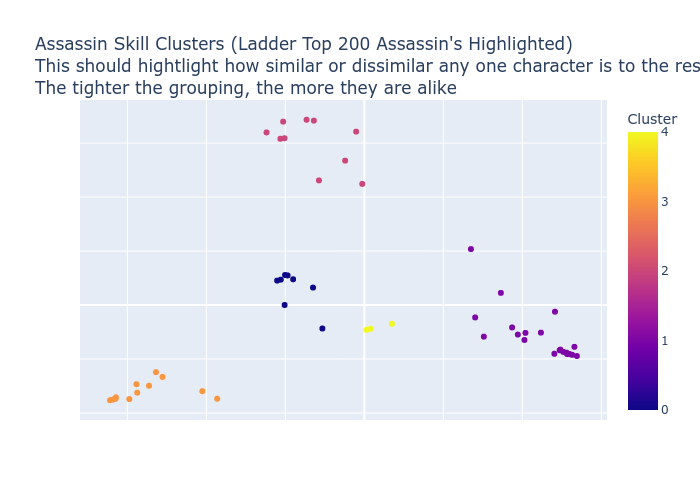 Assassin Skill Clusters (Ladder Top 200 Assassin's Highlighted)
This should hightlight how similar or dissimilar any one character is to the res
The tighter the grouping, the more they are alike
Cluster
4
3
2
1
0